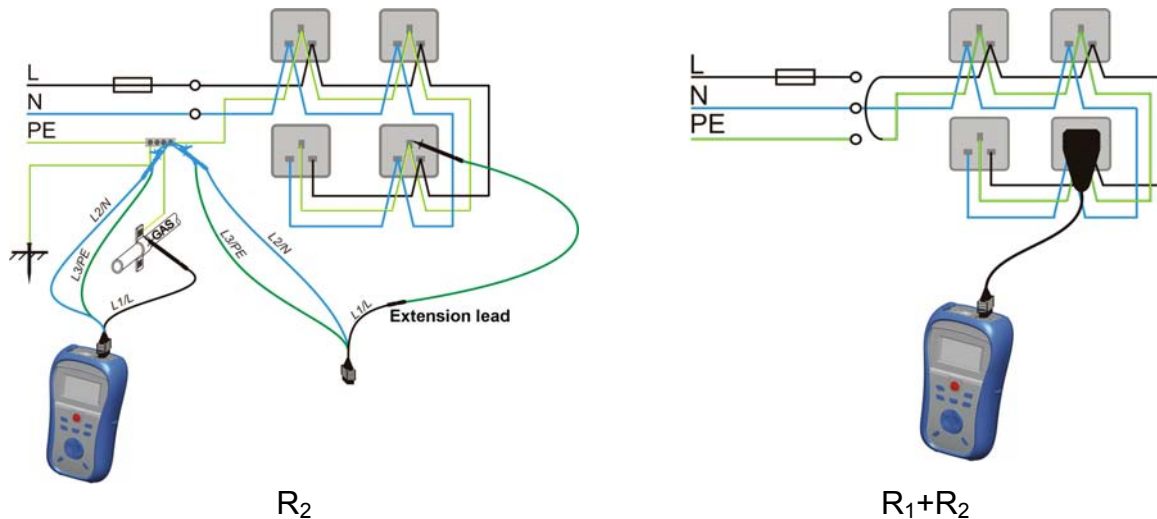 L
N
PE
L2/N
L3/PE
GAS
L1/L
L3/PE
L2/N
L1/L
Extension lead
R₂
L
N
PE
R₁+R₂